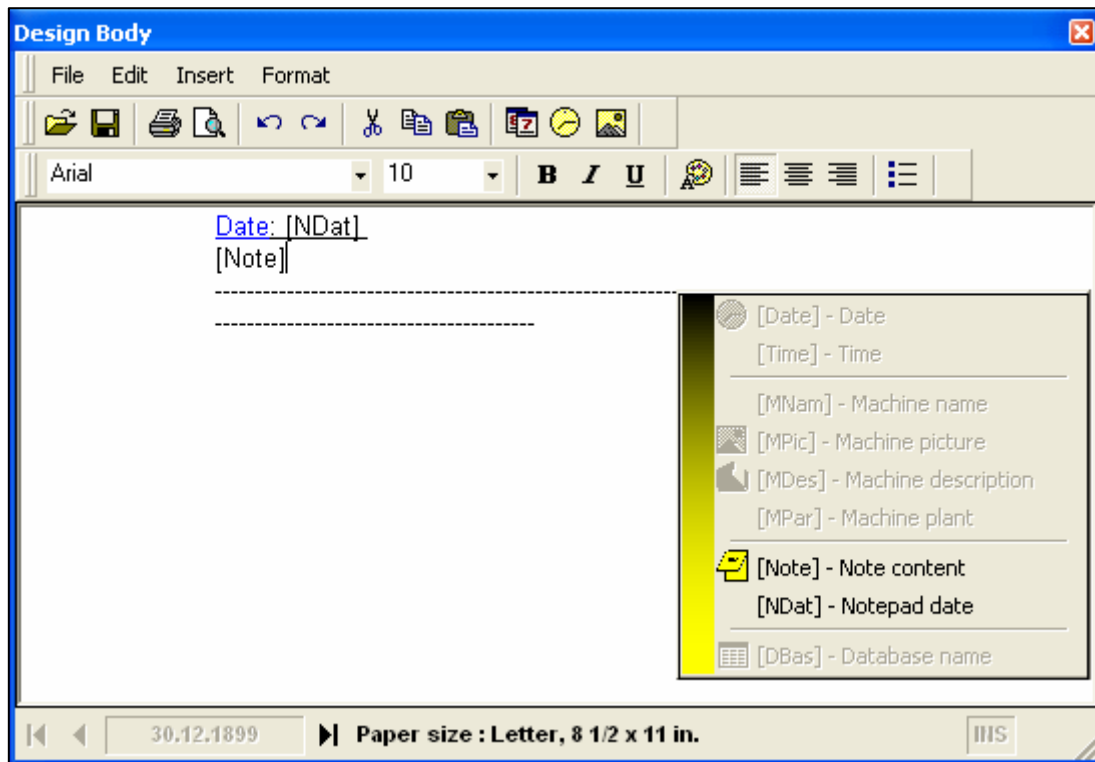 Design Body
File Edit Insert Format
Arial 10 B I U
Date: [NDat]
[Note]
--------------------------------------------------------------
-------------------------------------------
[Date] - Date
[Time] - Time
[MNam] - Machine name
[MPic] - Machine picture
[MDes] - Machine description
[MPar] - Machine plant
[Note] - Note content
[NDat] - Notepad date
[DBas] - Database name
30.12.1899 Paper size : Letter, 8 1/2 x 11 in. INS